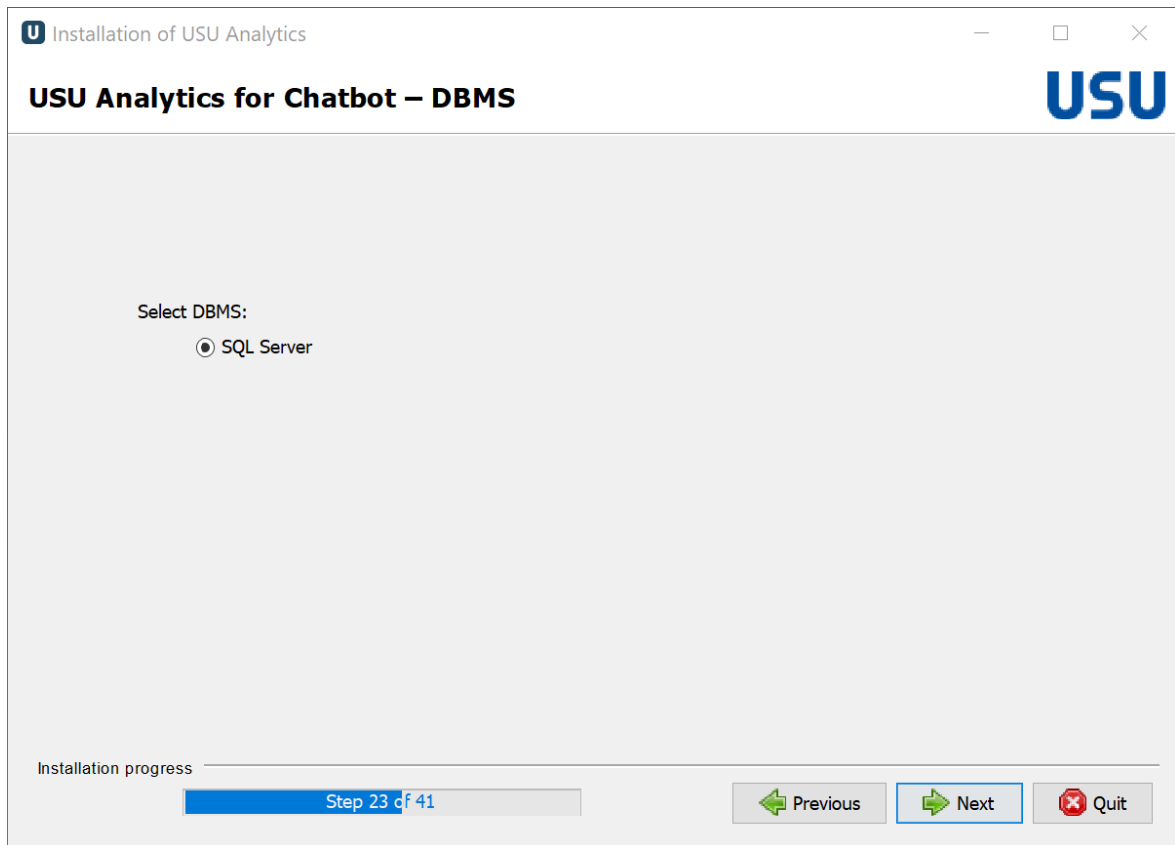 U Installation of USU Analytics
USU Analytics for Chatbot – DBMS
USU
Select DBMS:
SQL Server
Installation progress
Step 23 of 41
Previous
Next
Quit